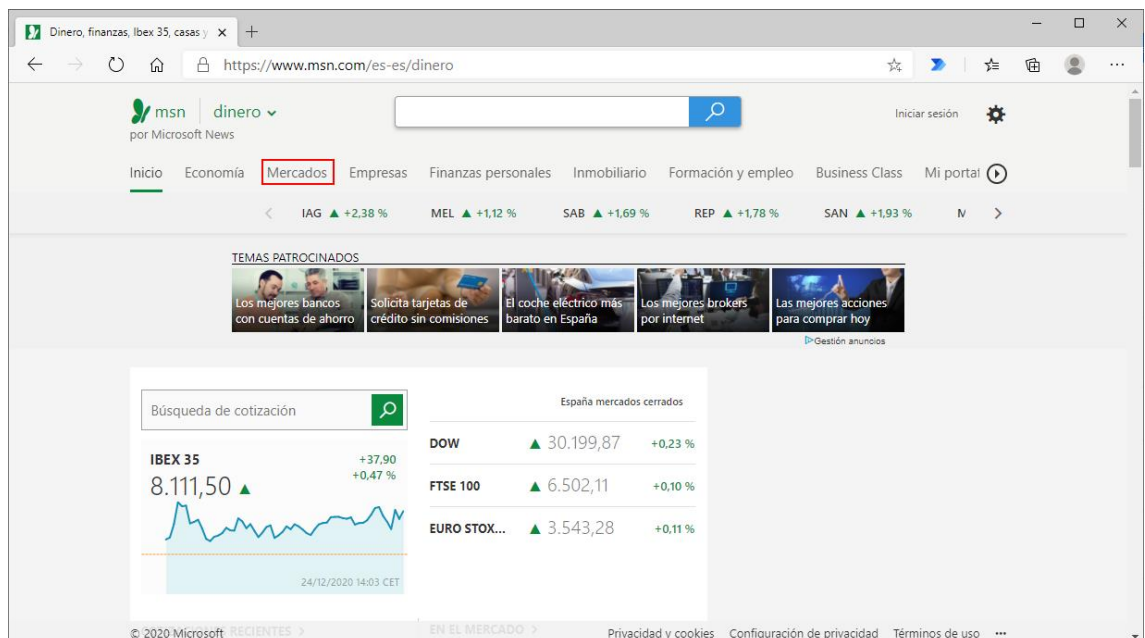 Dinero, finanzas, Ibex 35, casas y
https://www.msn.com/es-es/dinero
msn dinero
por Microsoft News
Iniciar sesión
Inicio Economía Mercados Empresas Finanzas personales Inmobiliario Formación y empleo Business Class Mi portaf
IAG ▲ +2,38 % MEL ▲ +1,12 % SAB ▲ +1,69 % REP ▲ +1,78 % SAN ▲ +1,93 %
TEMAS PATROCINADOS
Los mejores bancos con cuentas de ahorro
Solicita tarjetas de crédito sin comisiones
El coche eléctrico más barato en España
Los mejores brokers por internet
Las mejores acciones para comprar hoy
Gestión anuncios
Búsqueda de cotización
IBEX 35 +37,90
8.111,50 ▲ +0,47 %
24/12/2020 14:03 CET
España mercados cerrados
DOW ▲ 30.199,87 +0,23 %
FTSE 100 ▲ 6.502,11 +0,10 %
EURO STOX... ▲ 3.543,28 +0,11 %
RECIENTES > EN EL MERCADO >
© 2020 Microsoft Privacidad y cookies Configuración de privacidad Términos de uso ...